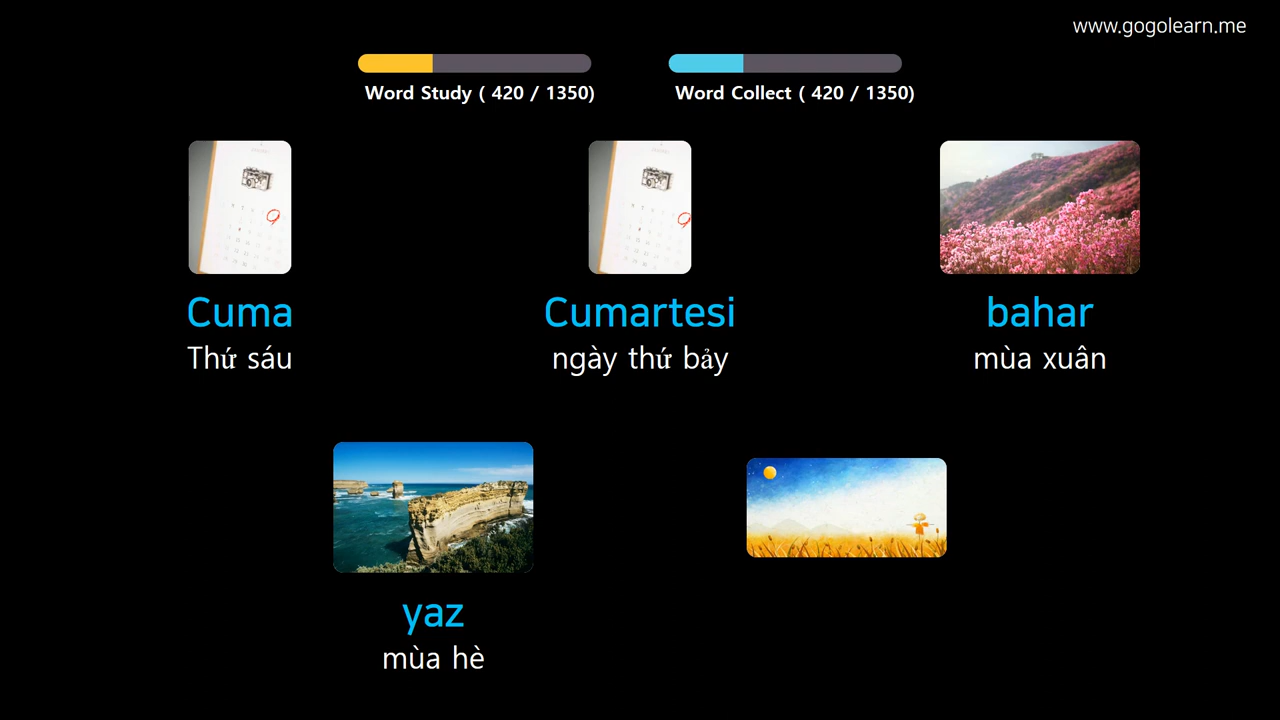 www.gogolearn.me
Word Study ( 420 / 1350)
Word Collect ( 420 / 1350)
Cuma
Thứ sáu
Cumartesi
ngày thứ bảy
bahar
mùa xuân
yaz
mùa hè